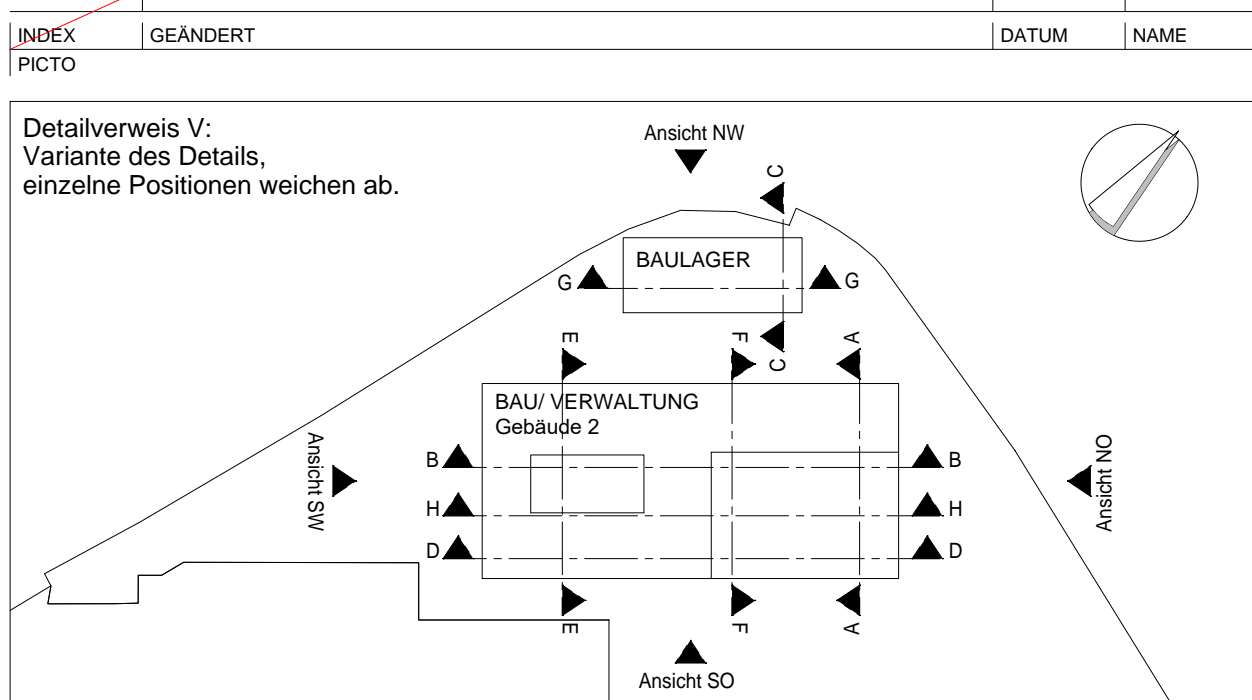 INDEX GEÄNDERT DATUM NAME
PICTO
Detailverweis V:
Variante des Details,
einzelne Positionen weichen ab.
Ansicht NW
C
BAULAGER
G G
E F A
C
BAU/ VERWALTUNG
Gebäude 2
Ansicht SW
Ansicht NO
B B
H H
D D
E F A
Ansicht SO